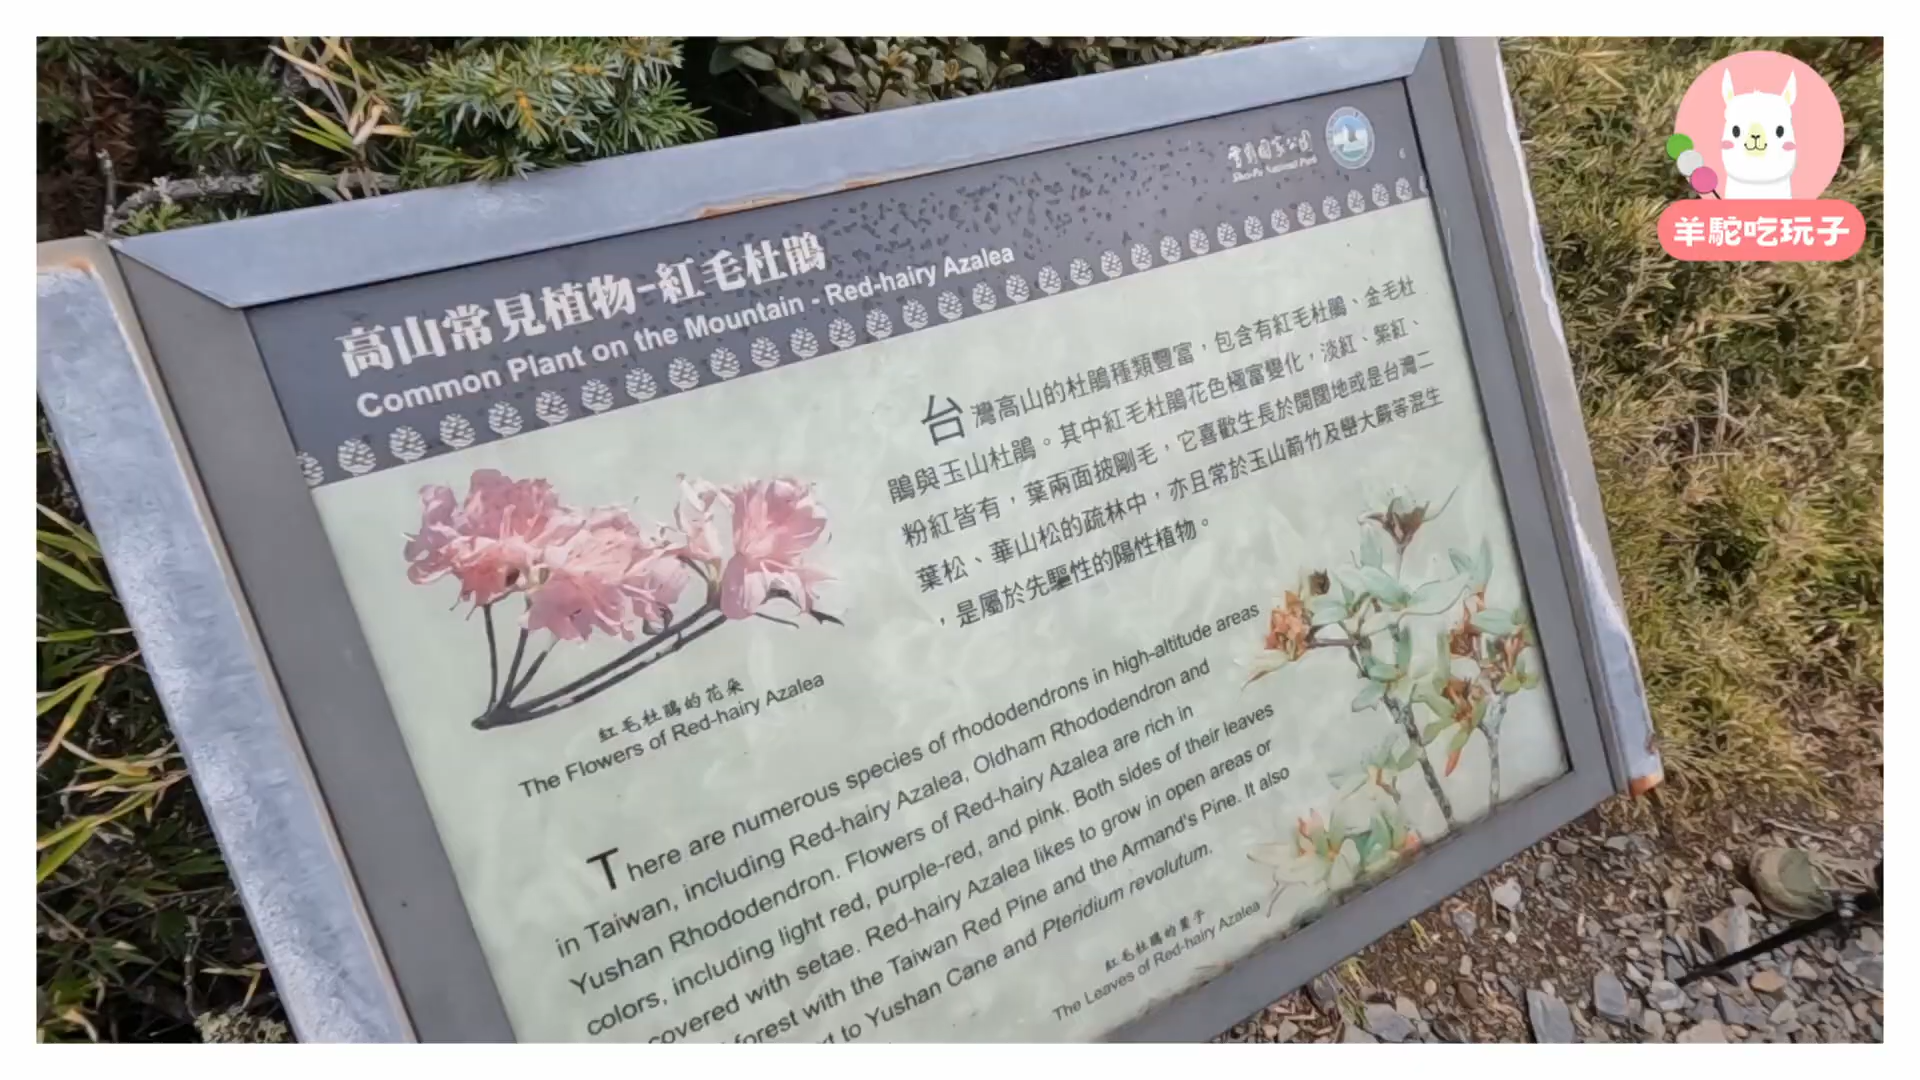 羊駝吃玩子
雪霸國家公園
Shei-Pa National Park
高山常見植物-紅毛杜鵑
Common Plant on the Mountain - Red-hairy Azalea
台灣高山的杜鵑種類豐富，包含有紅毛杜鵑、金毛杜
鵑與玉山杜鵑。其中紅毛杜鵑花色極富變化，淡紅、紫紅、
粉紅皆有，葉兩面披剛毛，它喜歡生長於開闊地或是台灣二
葉松、華山松的疏林中，亦且常於玉山箭竹及巒大蕨等混生
，是屬於先驅性的陽性植物。
紅毛杜鵑的花朵
The Flowers of Red-hairy Azalea
There are numerous species of rhododendrons in high-altitude areas
in Taiwan, including Red-hairy Azalea, Oldham Rhododendron and
Yushan Rhododendron. Flowers of Red-hairy Azalea are rich in
colors, including light red, purple-red, and pink. Both sides of their leaves
covered with setae. Red-hairy Azalea likes to grow in open areas or
forest with the Taiwan Red Pine and the Armand's Pine. It also
to Yushan Cane and Pteridium revolutum.
紅毛杜鵑的葉子
The Leaves of Red-hairy Azalea